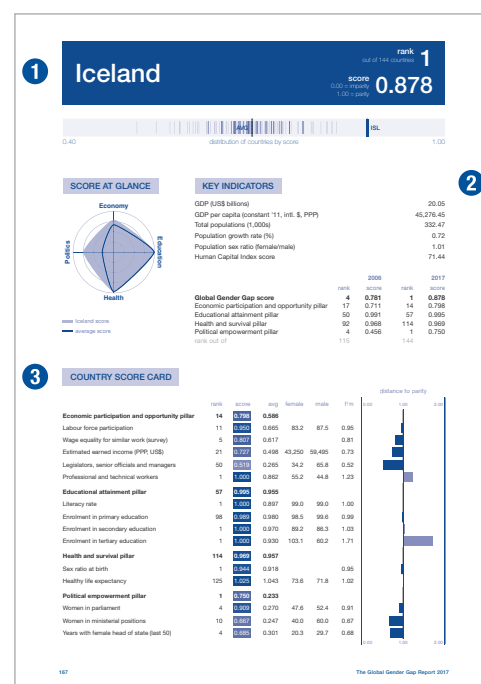 1
Iceland
rank
out of 144 countries
1
score
0.00 = imparity
1.00 = parity
0.878
AVG
ISL
0.40
distribution of countries by score
1.00
2
SCORE AT GLANCE
KEY INDICATORS
Economy
Politics
Education
Health
Iceland score
average score
GDP (US$ billions) 20.05
GDP per capita (constant '11, intl. $, PPP) 45,276.45
Total populations (1,000s) 332.47
Population growth rate (%) 0.72
Population sex ratio (female/male) 1.01
Human Capital Index score 71.44
2006 2017
rank score rank score
Global Gender Gap score 4 0.781 1 0.878
Economic participation and opportunity pillar 17 0.711 14 0.798
Educational attainment pillar 50 0.991 57 0.995
Health and survival pillar 92 0.968 114 0.969
Political empowerment pillar 4 0.456 1 0.750
rank out of 115 144
3
COUNTRY SCORE CARD
distance to parity
rank score avg female male f/m 0.00 1.00 2.00
Economic participation and opportunity pillar 14 0.798 0.586
Labour force participation 11 0.950 0.665 83.2 87.5 0.95
Wage equality for similar work (survey) 5 0.807 0.617 0.81
Estimated earned income (PPP, US$) 21 0.727 0.498 43,250 59,495 0.73
Legislators, senior officials and managers 50 0.519 0.265 34.2 65.8 0.52
Professional and technical workers 1 1.000 0.862 55.2 44.8 1.23
Educational attainment pillar 57 0.995 0.955
Literacy rate 1 1.000 0.897 99.0 99.0 1.00
Enrolment in primary education 98 0.989 0.980 98.5 99.6 0.99
Enrolment in secondary education 1 1.000 0.970 89.2 86.3 1.03
Enrolment in tertiary education 1 1.000 0.930 103.1 60.2 1.71
Health and survival pillar 114 0.969 0.957
Sex ratio at birth 1 0.944 0.918 0.95
Healthy life expectancy 125 1.025 1.043 73.6 71.8 1.02
Political empowerment pillar 1 0.750 0.233
Women in parliament 4 0.909 0.270 47.6 52.4 0.91
Women in ministerial positions 10 0.667 0.247 40.0 60.0 0.67
Years with female head of state (last 50) 4 0.685 0.301 20.3 29.7 0.68
0.00 1.00 2.00
167
The Global Gender Gap Report 2017